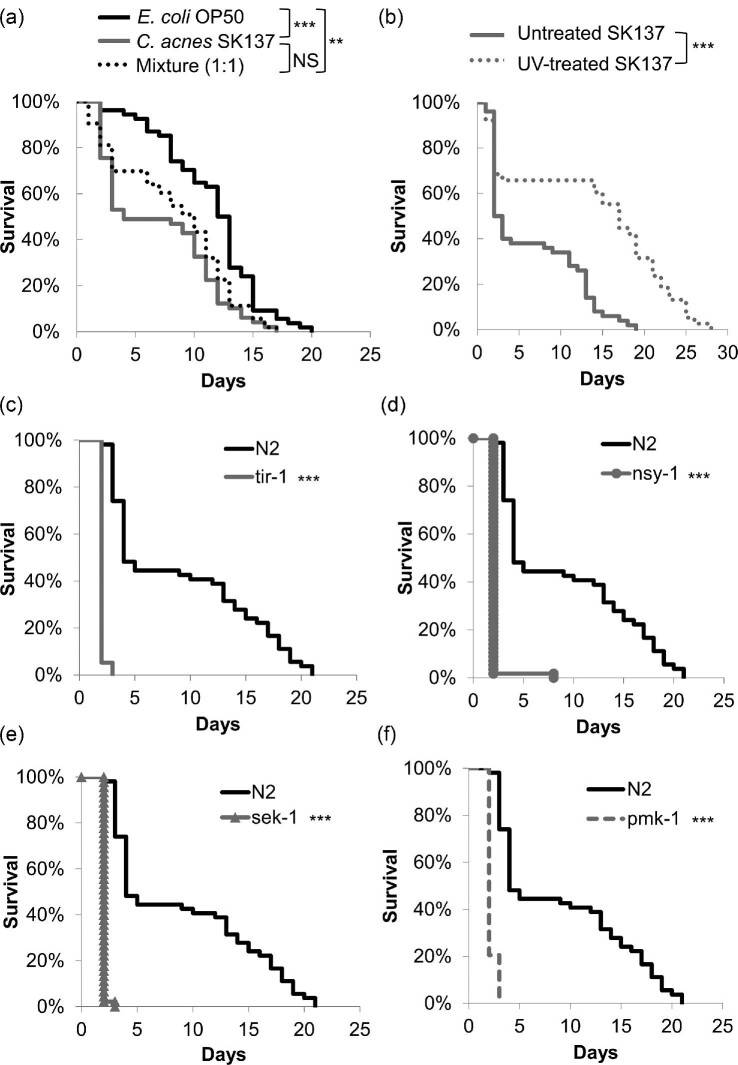 (a)
E. coli OP50
C. acnes SK137
Mixture (1:1)
***
NS
**
100%
80%
60%
40%
20%
0%
Survival
0 5 10 15 20 25
Days
(b)
Untreated SK137
UV-treated SK137
***
100%
80%
60%
40%
20%
0%
Survival
0 5 10 15 20 25 30
Days
(c)
N2
tir-1 ***
100%
80%
60%
40%
20%
0%
Survival
0 5 10 15 20 25
Days
(d)
N2
nsy-1 ***
100%
80%
60%
40%
20%
0%
Survival
0 5 10 15 20 25
Days
(e)
N2
sek-1 ***
100%
80%
60%
40%
20%
0%
Survival
0 5 10 15 20 25
Days
(f)
N2
pmk-1 ***
100%
80%
60%
40%
20%
0%
Survival
0 5 10 15 20 25
Days